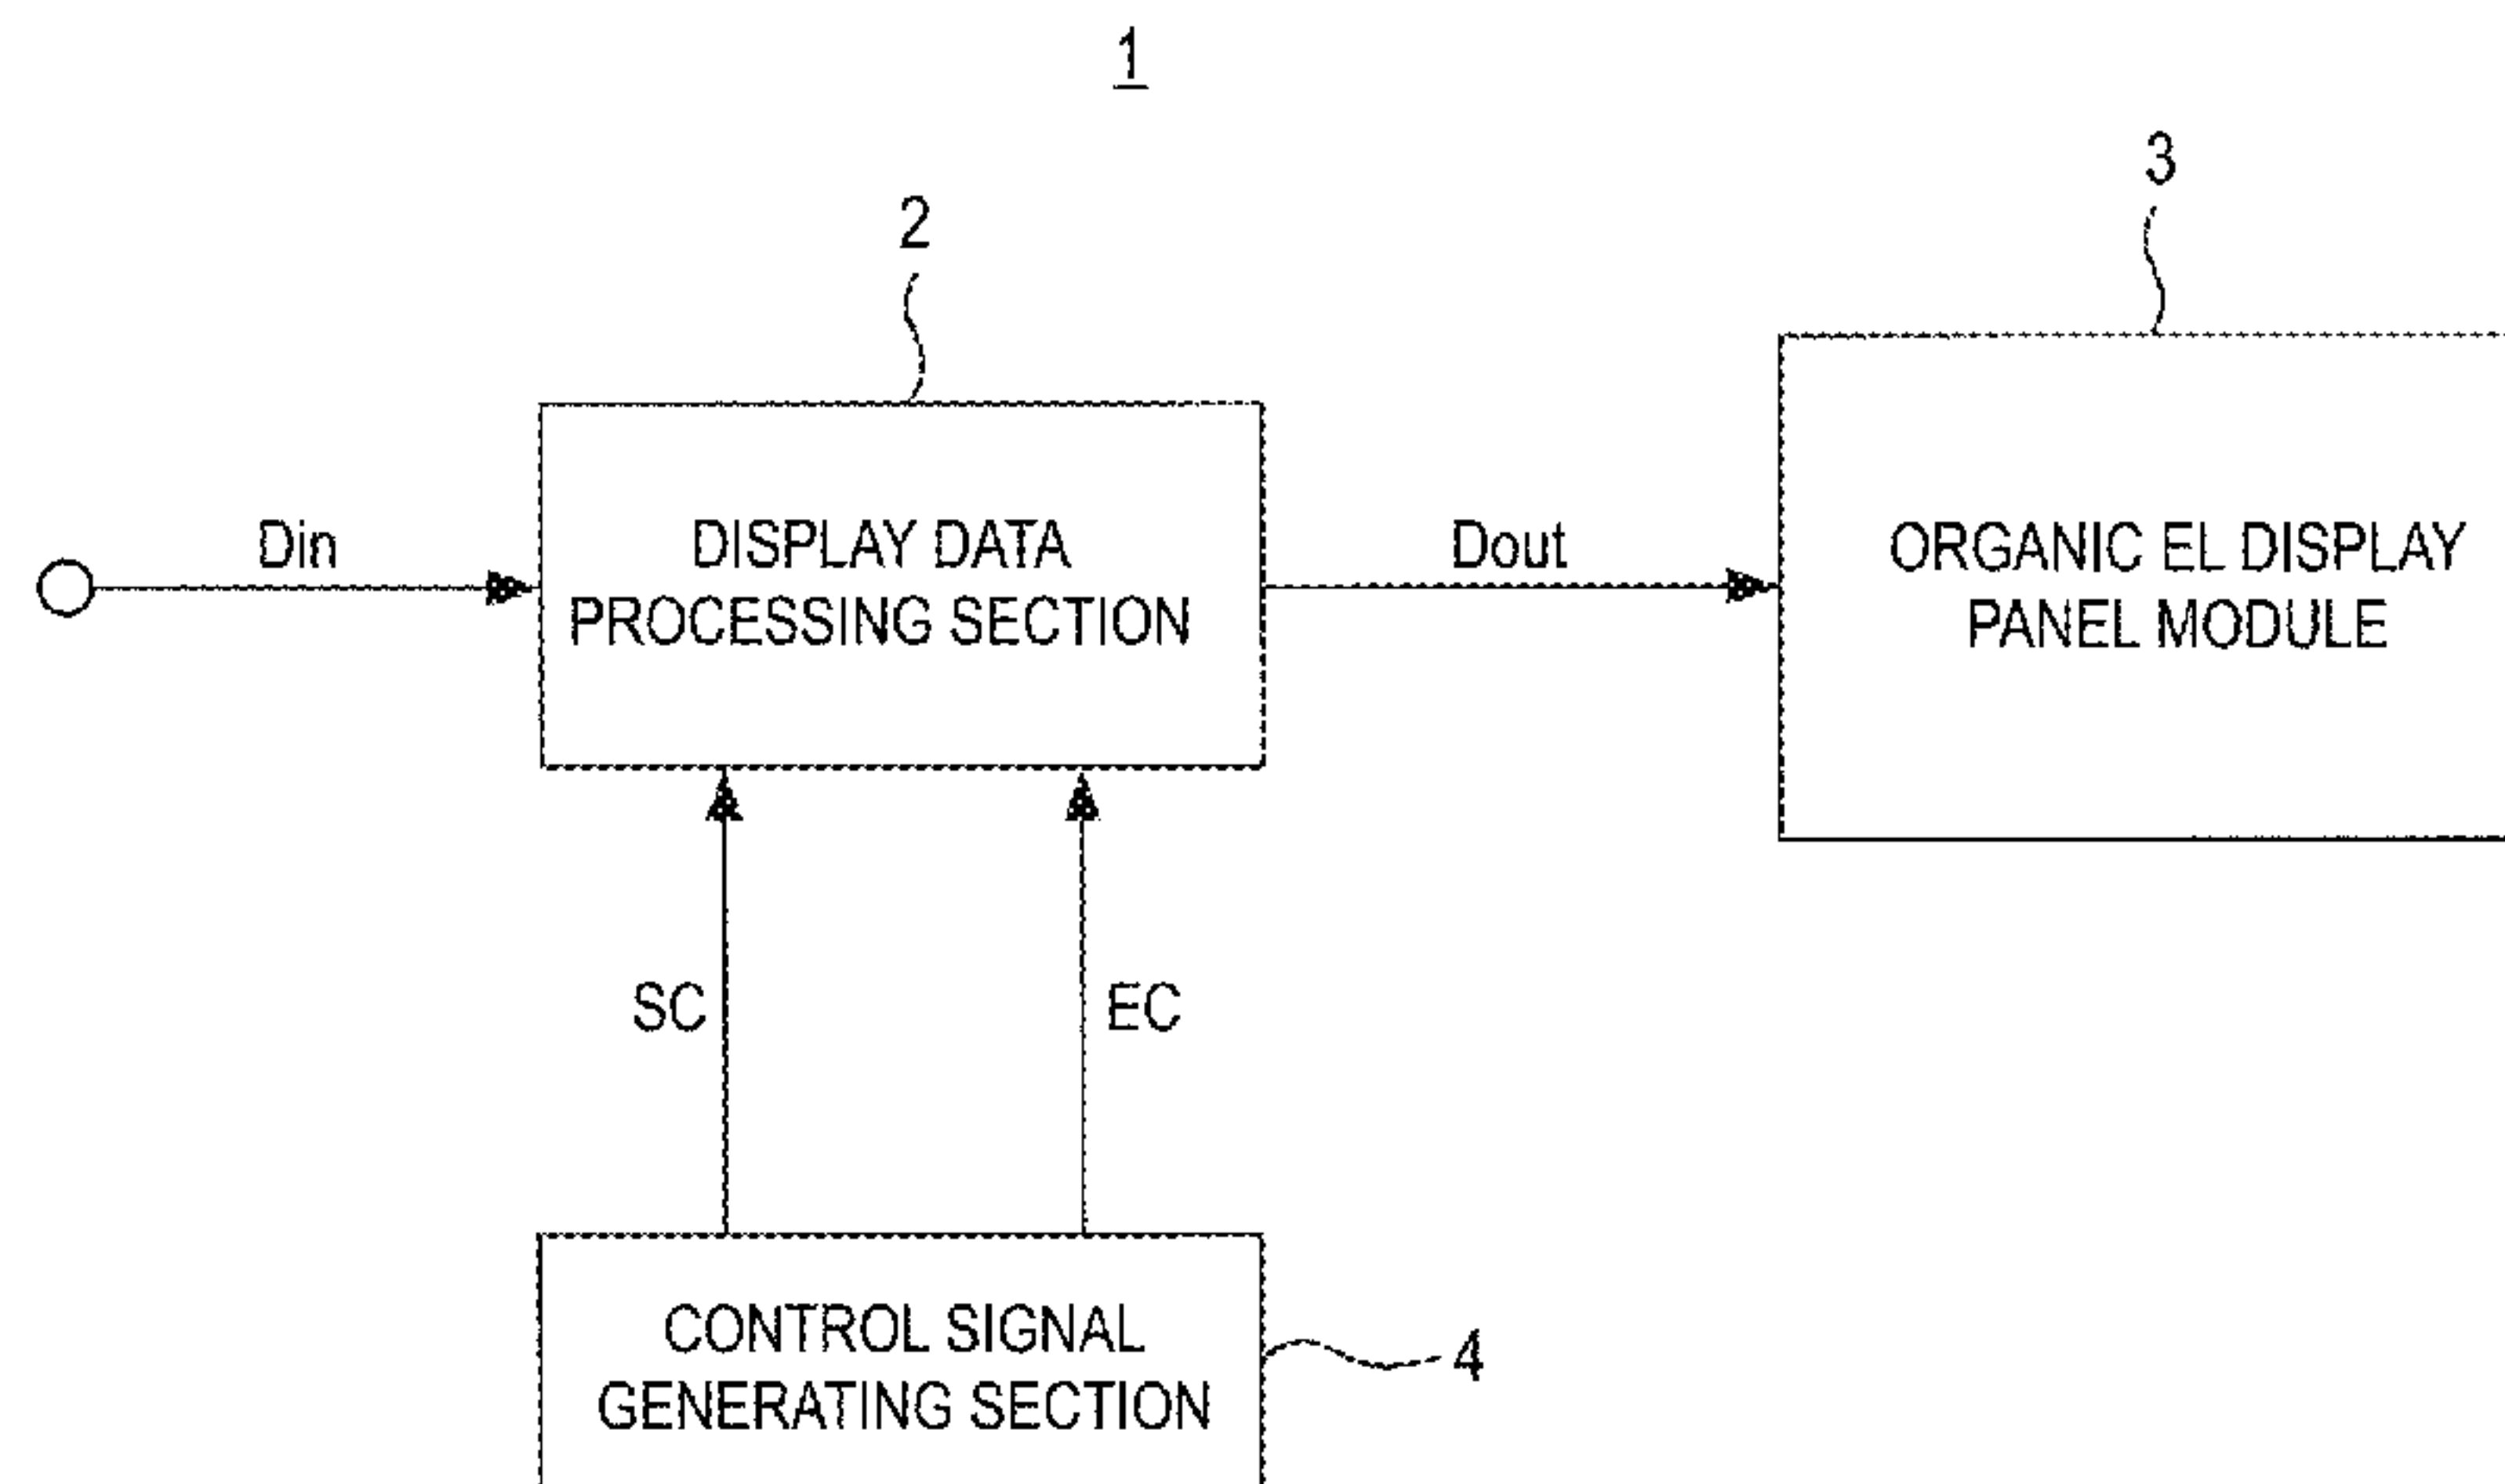 1
3
2
Din
DISPLAY DATA
PROCESSING SECTION
Dout
ORGANIC EL DISPLAY
PANEL MODULE
SC
EC
CONTROL SIGNAL
GENERATING SECTION
4